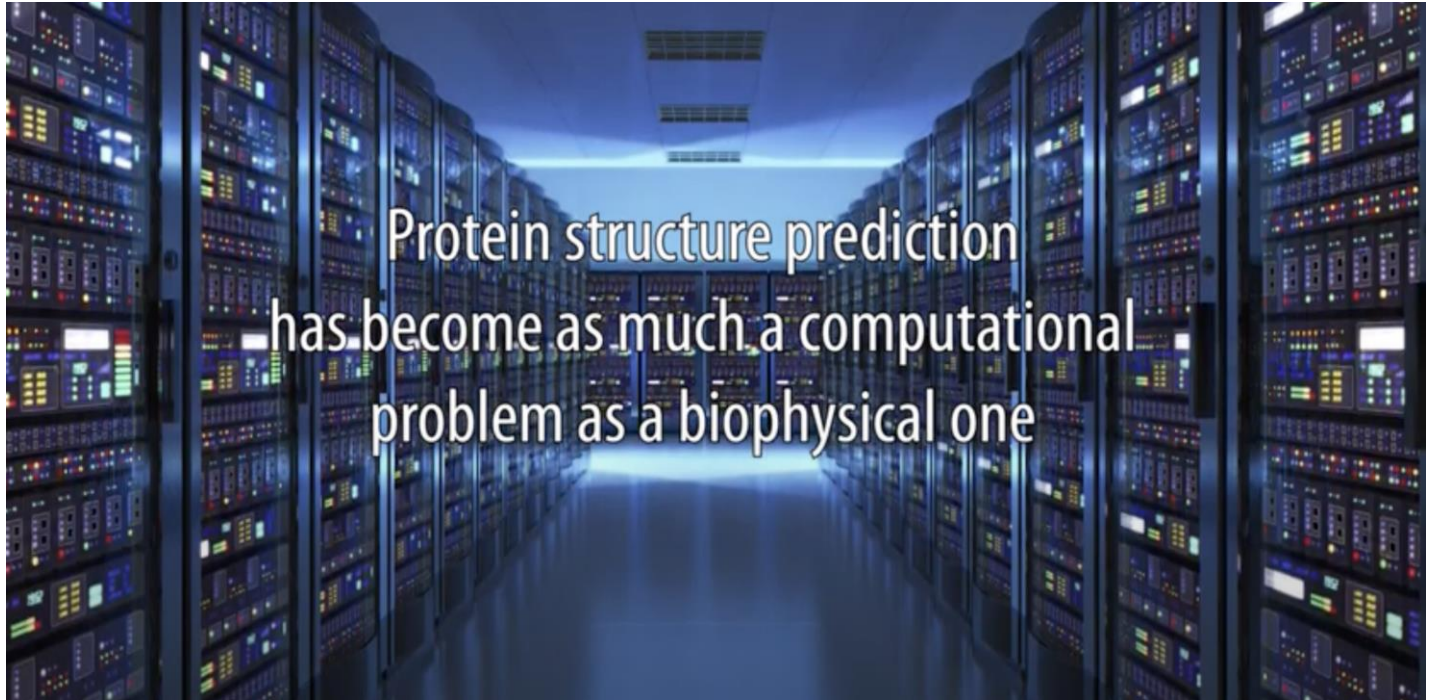 Protein structure prediction
has become as much a computational
problem as a biophysical one